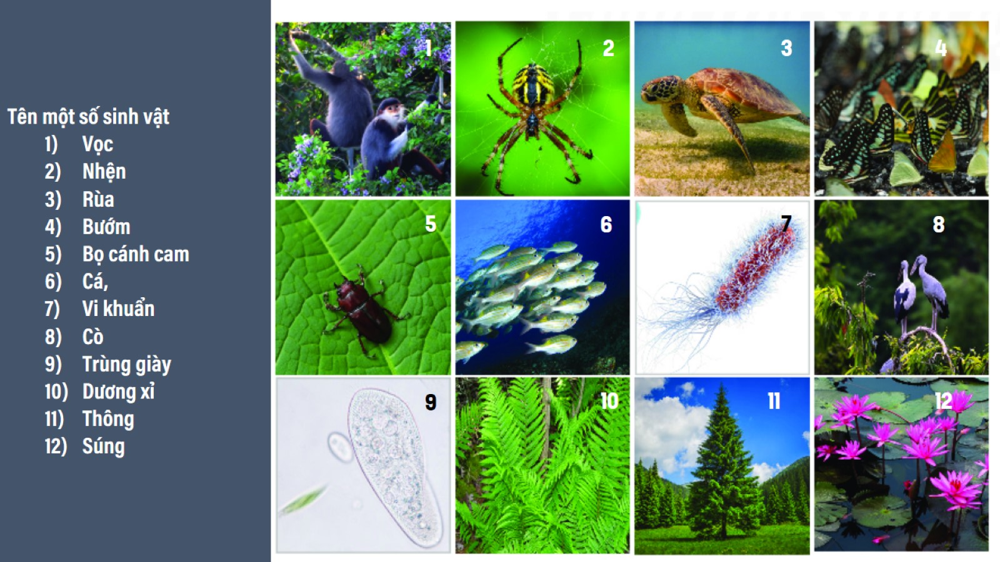 Tên một số sinh vật
1) Vọc
2) Nhện
3) Rùa
4) Bướm
5) Bọ cánh cam
6) Cá,
7) Vi khuẩn
8) Cò
9) Trùng giày
10) Dương xỉ
11) Thông
12) Súng
1
2
3
4
5
6
7
8
9
10
11
12